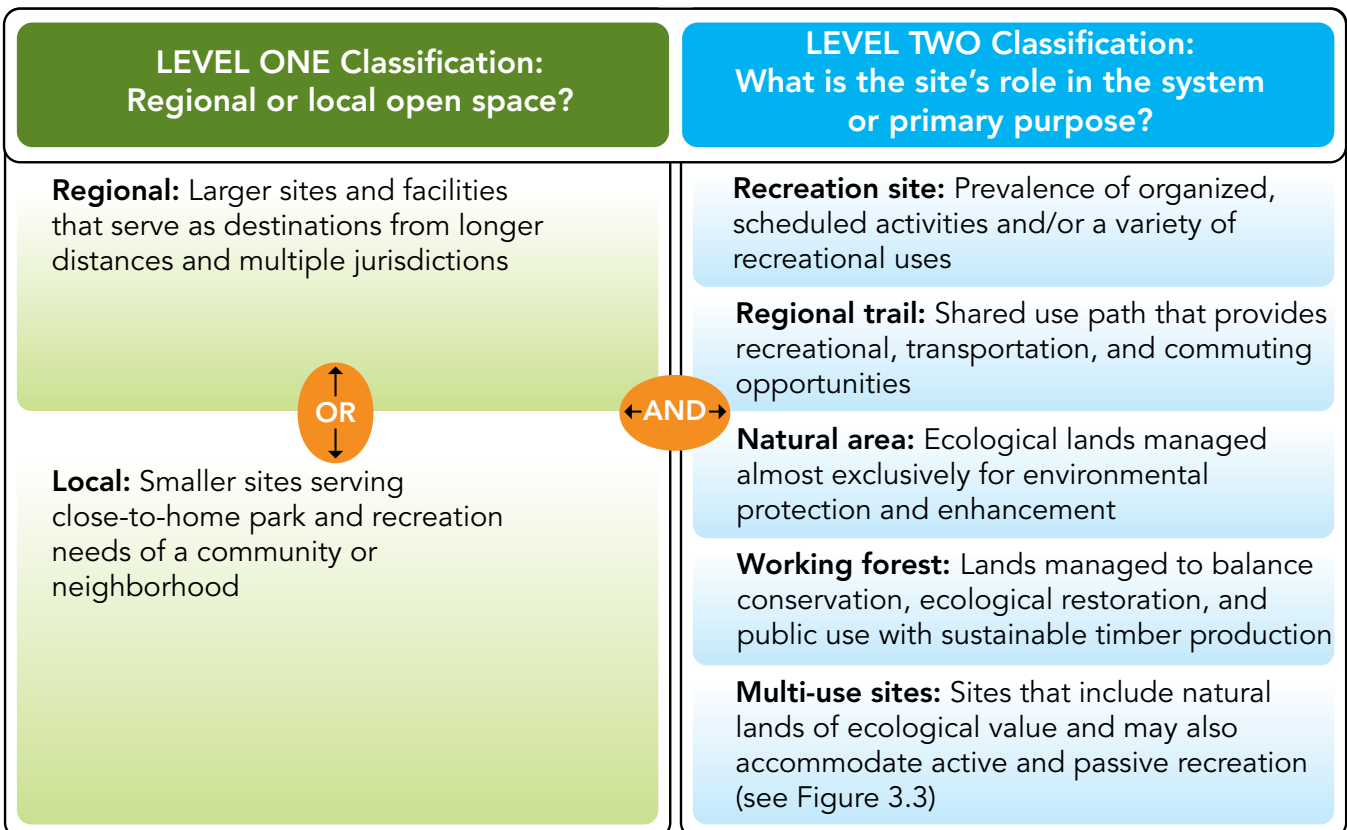 LEVEL ONE Classification:
Regional or local open space?
Regional: Larger sites and facilities
that serve as destinations from longer
distances and multiple jurisdictions
OR
Local: Smaller sites serving
close-to-home park and recreation
needs of a community or
neighborhood
AND
LEVEL TWO Classification:
What is the site's role in the system
or primary purpose?
Recreation site: Prevalence of organized,
scheduled activities and/or a variety of
recreational uses
Regional trail: Shared use path that provides
recreational, transportation, and commuting
opportunities
Natural area: Ecological lands managed
almost exclusively for environmental
protection and enhancement
Working forest: Lands managed to balance
conservation, ecological restoration, and
public use with sustainable timber production
Multi-use sites: Sites that include natural
lands of ecological value and may also
accommodate active and passive recreation
(see Figure 3.3)